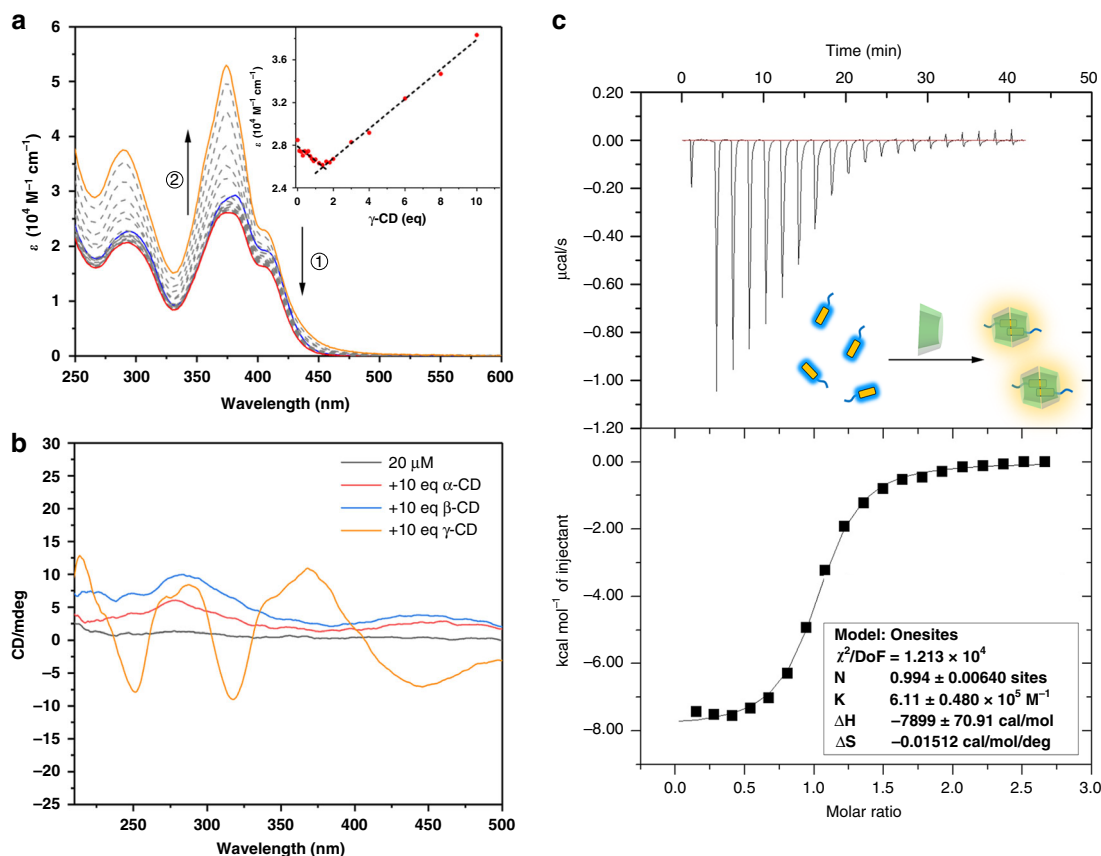 a
ε (10⁴ M⁻¹ cm⁻¹)
6
5
4
3
2
1
0
250 300 350 400 450 500 550 600
Wavelength (nm)
②
①
ε (10⁴ M⁻¹ cm⁻¹)
3.6
3.2
2.8
2.4
0 2 4 6 8 10
γ-CD (eq)
b
CD/mdeg
30
25
20
15
10
5
0
−5
−10
−15
−20
−25
250 300 350 400 450 500
Wavelength (nm)
20 μM
+10 eq α-CD
+10 eq β-CD
+10 eq γ-CD
c
Time (min)
0 10 20 30 40 50
μcal/s
0.20
0.00
−0.20
−0.40
−0.60
−0.80
−1.00
−1.20
kcal mol⁻¹ of injectant
0.00
−2.00
−4.00
−6.00
−8.00
Model: Onesites
χ²/DoF = 1.213 × 10⁴
N 0.994 ± 0.00640 sites
K 6.11 ± 0.480 × 10⁵ M⁻¹
ΔH −7899 ± 70.91 cal/mol
ΔS −0.01512 cal/mol/deg
0.0 0.5 1.0 1.5 2.0 2.5 3.0
Molar ratio